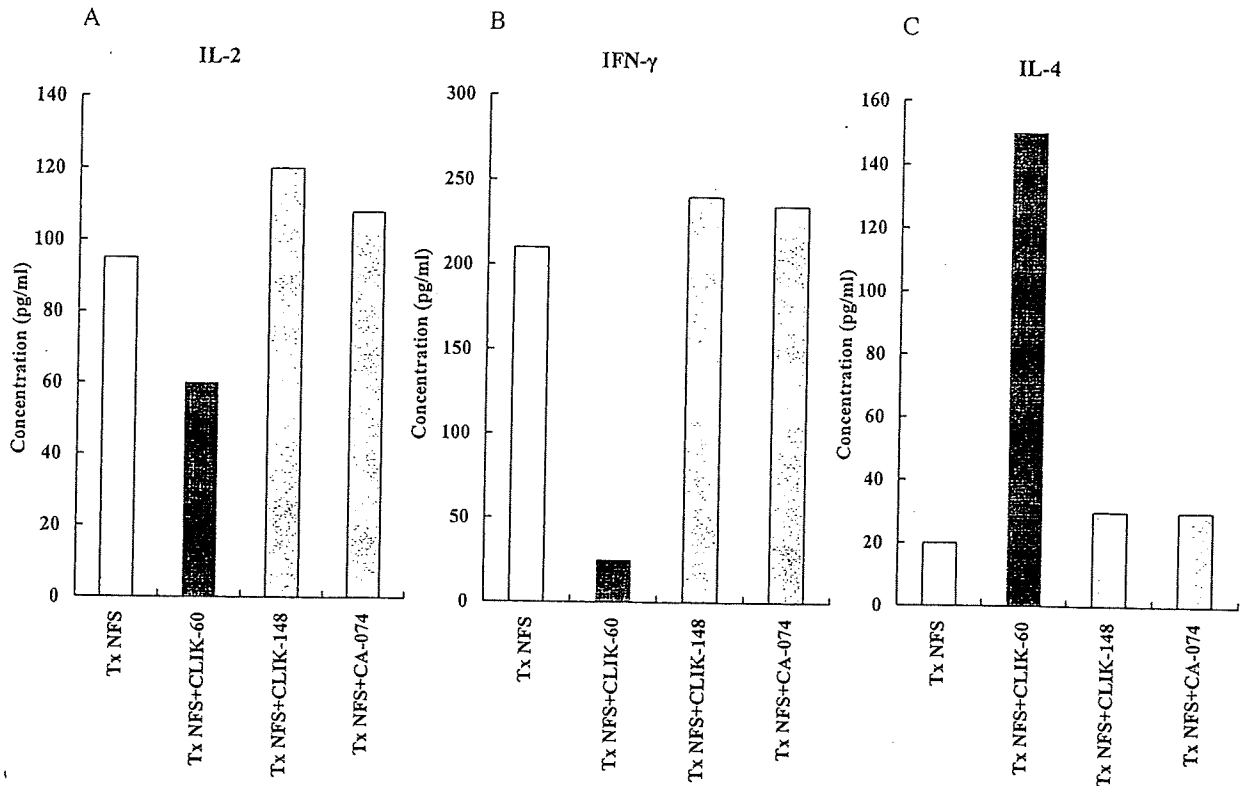 A
IL-2
Concentration (pg/ml)
140
120
100
80
60
40
20
0
Tx NFS
Tx NFS+CLIK-60
Tx NFS+CLIK-148
Tx NFS+CA-074
B
IFN-γ
Concentration (pg/ml)
300
250
200
150
100
50
0
Tx NFS
Tx NFS+CLIK-60
Tx NFS+CLIK-148
Tx NFS+CA-074
C
IL-4
Concentration (pg/ml)
160
140
120
100
80
60
40
20
0
Tx NFS
Tx NFS+CLIK-60
Tx NFS+CLIK-148
Tx NFS+CA-074